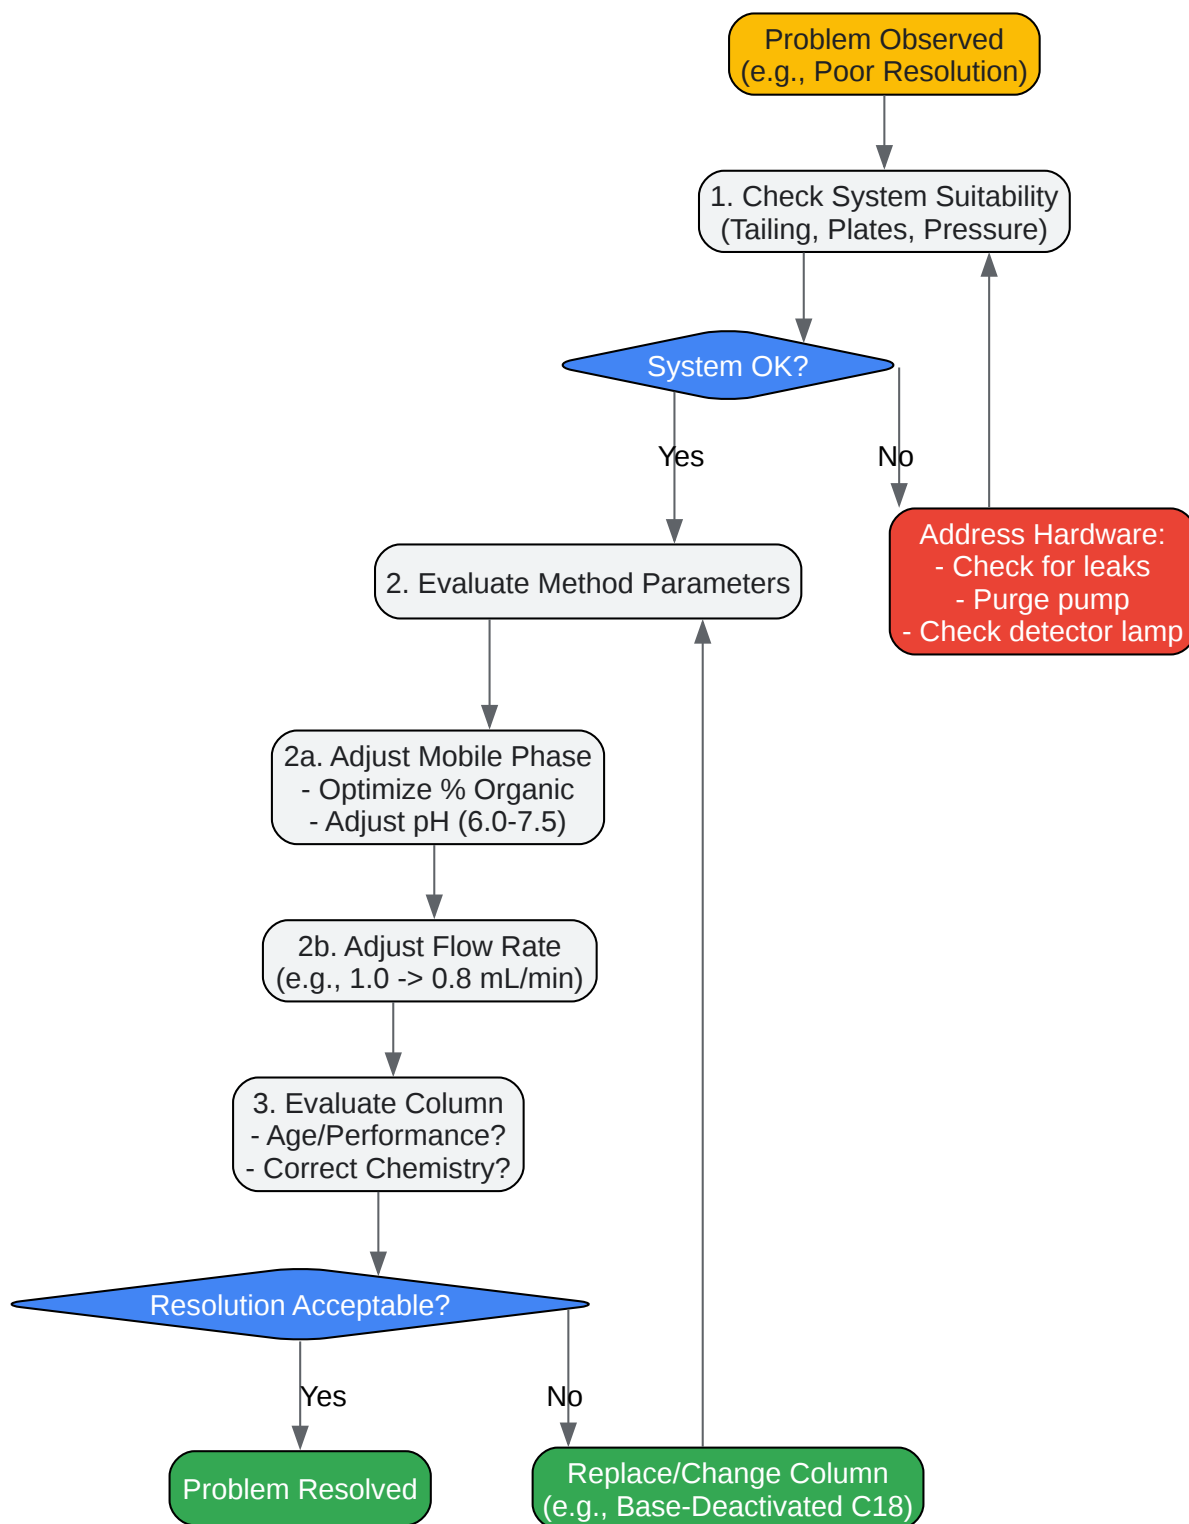 Problem Observed
(e.g., Poor Resolution)
1. Check System Suitability
(Tailing, Plates, Pressure)
System OK?
Yes
No
Address Hardware:
- Check for leaks
- Purge pump
- Check detector lamp
2. Evaluate Method Parameters
2a. Adjust Mobile Phase
- Optimize % Organic
- Adjust pH (6.0-7.5)
2b. Adjust Flow Rate
(e.g., 1.0 -> 0.8 mL/min)
3. Evaluate Column
- Age/Performance?
- Correct Chemistry?
Resolution Acceptable?
Yes
No
Problem Resolved
Replace/Change Column
(e.g., Base-Deactivated C18)